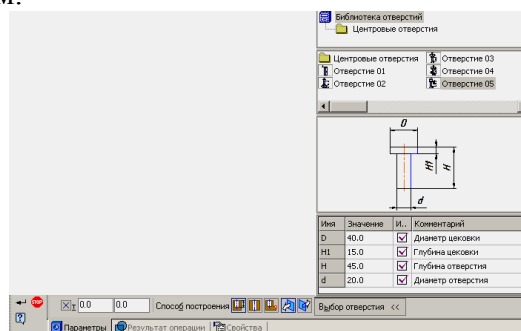 м.
Библиотека отверстий
Центровые отверстия
Центровые отверстия
Отверстие 03
Отверстие 01
Отверстие 04
Отверстие 02
Отверстие 05
D
H1
H
d
Имя Значение И.. Комментарий
D 40.0 Диаметр цековки
H1 15.0 Глубина цековки
H 45.0 Глубина отверстия
d 20.0 Диаметр отверстия
STOP 0.0 0.0 Способ построения Выбор отверстия <<
Параметры Результат операции Свойства